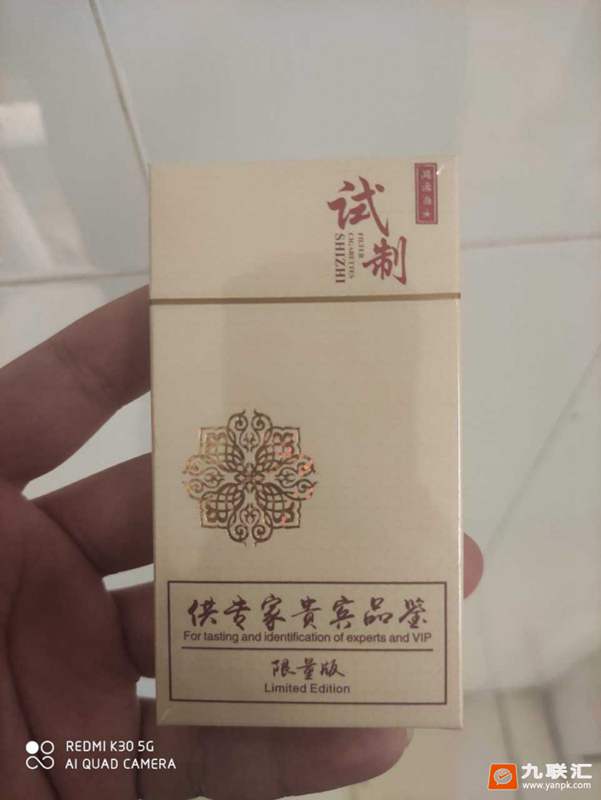 试制
FILTER
CIGARETTES
SHIZHI
供专家贵宾品鉴
For tasting and identification of experts and VIP
限量版
Limited Edition
REDMI K30 5G
AI QUAD CAMERA
九联汇
www.yanpk.com